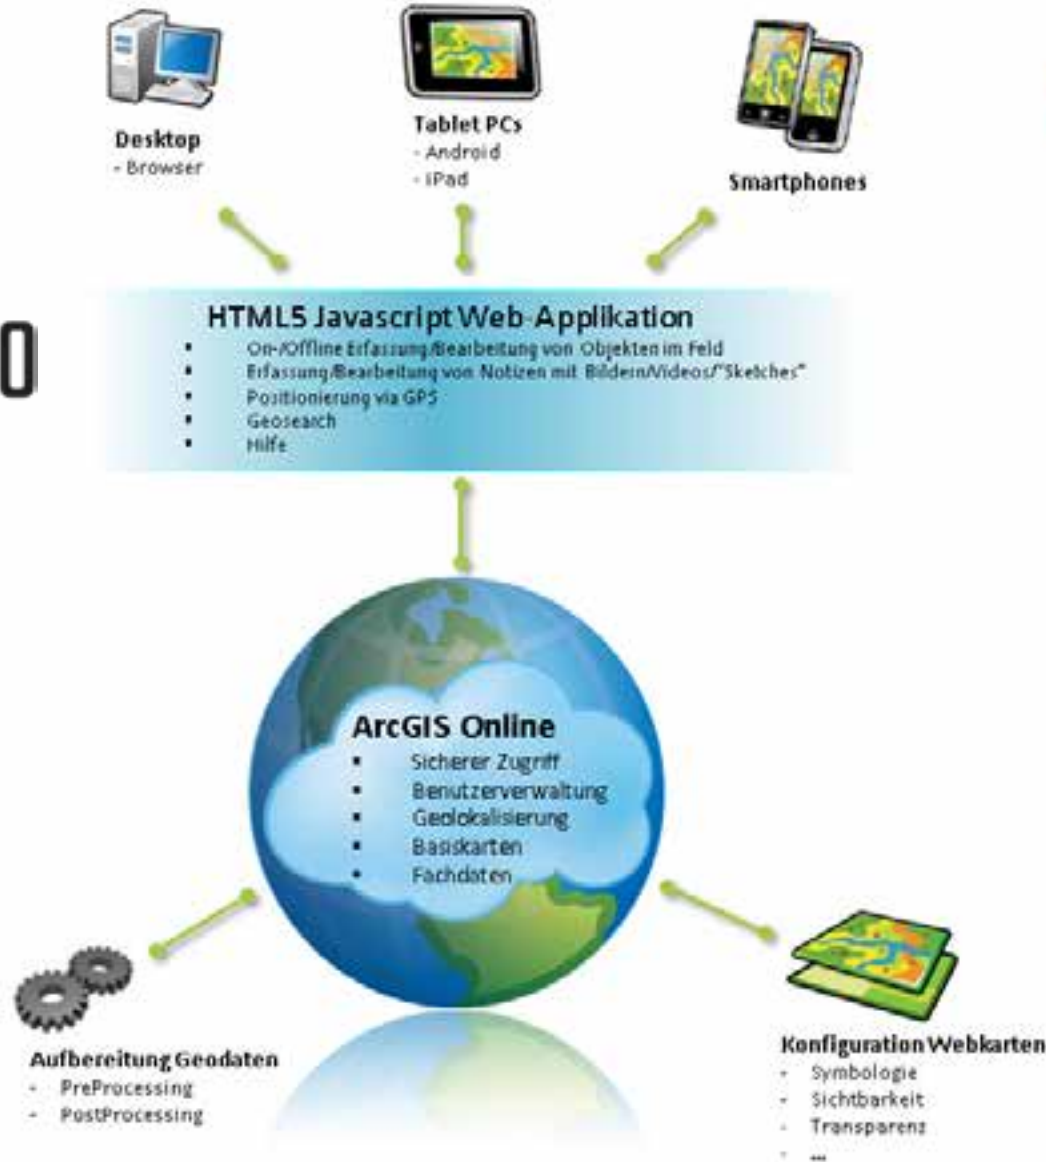 Desktop
- Browser
Tablet PCs
- Android
- iPad
Smartphones
HTML5 Javascript Web-Applikation
▪ On-/Offline Erfassung/Bearbeitung von Objekten im Feld
▪ Erfassung/Bearbeitung von Notizen mit Bildern/Videos/"Sketches"
▪ Positionierung via GPS
▪ Geosearch
▪ Hilfe
ArcGIS Online
▪ Sicherer Zugriff
▪ Benutzerverwaltung
▪ Geolokalisierung
▪ Basiskarten
▪ Fachdaten
Aufbereitung Geodaten
- PreProcessing
- PostProcessing
Konfiguration Webkarten
- Symbologie
- Sichtbarkeit
- Transparenz
- ...